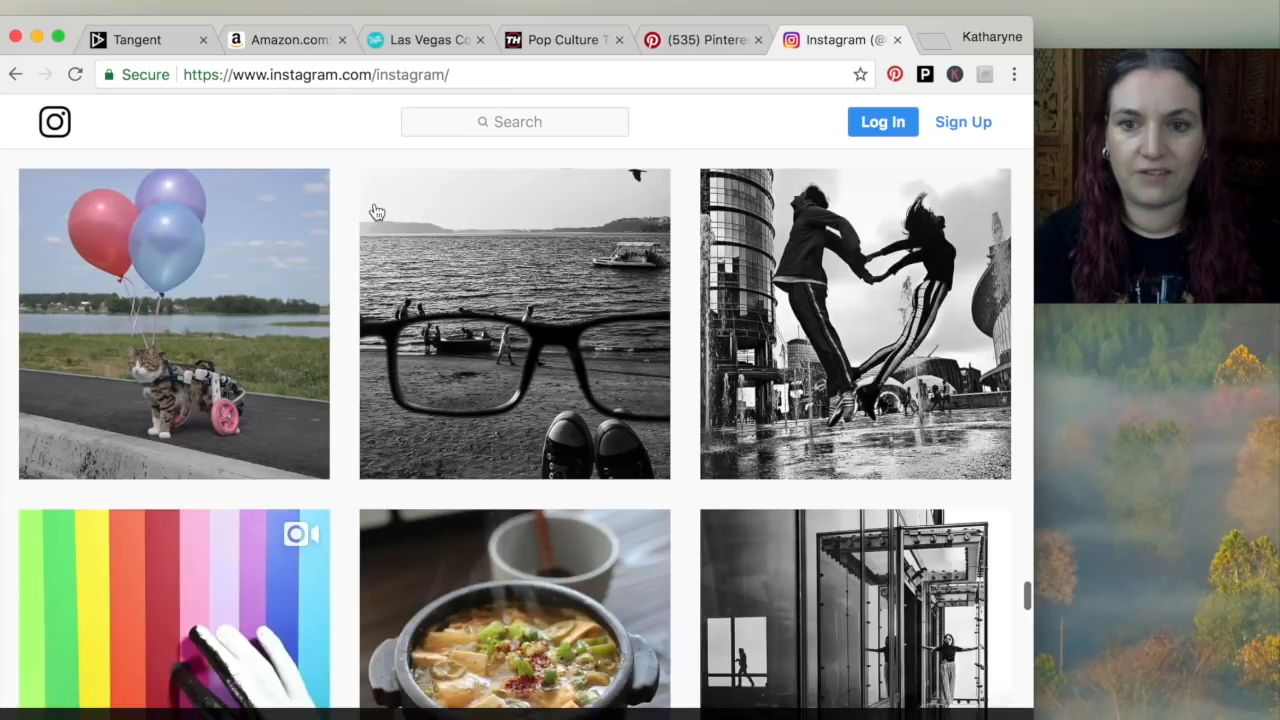 Tangent
Amazon.com:
Las Vegas Co
Pop Culture T
(535) Pintere
Instagram (@
Katharyne
Secure
https://www.instagram.com/instagram/
Search
Log In
Sign Up